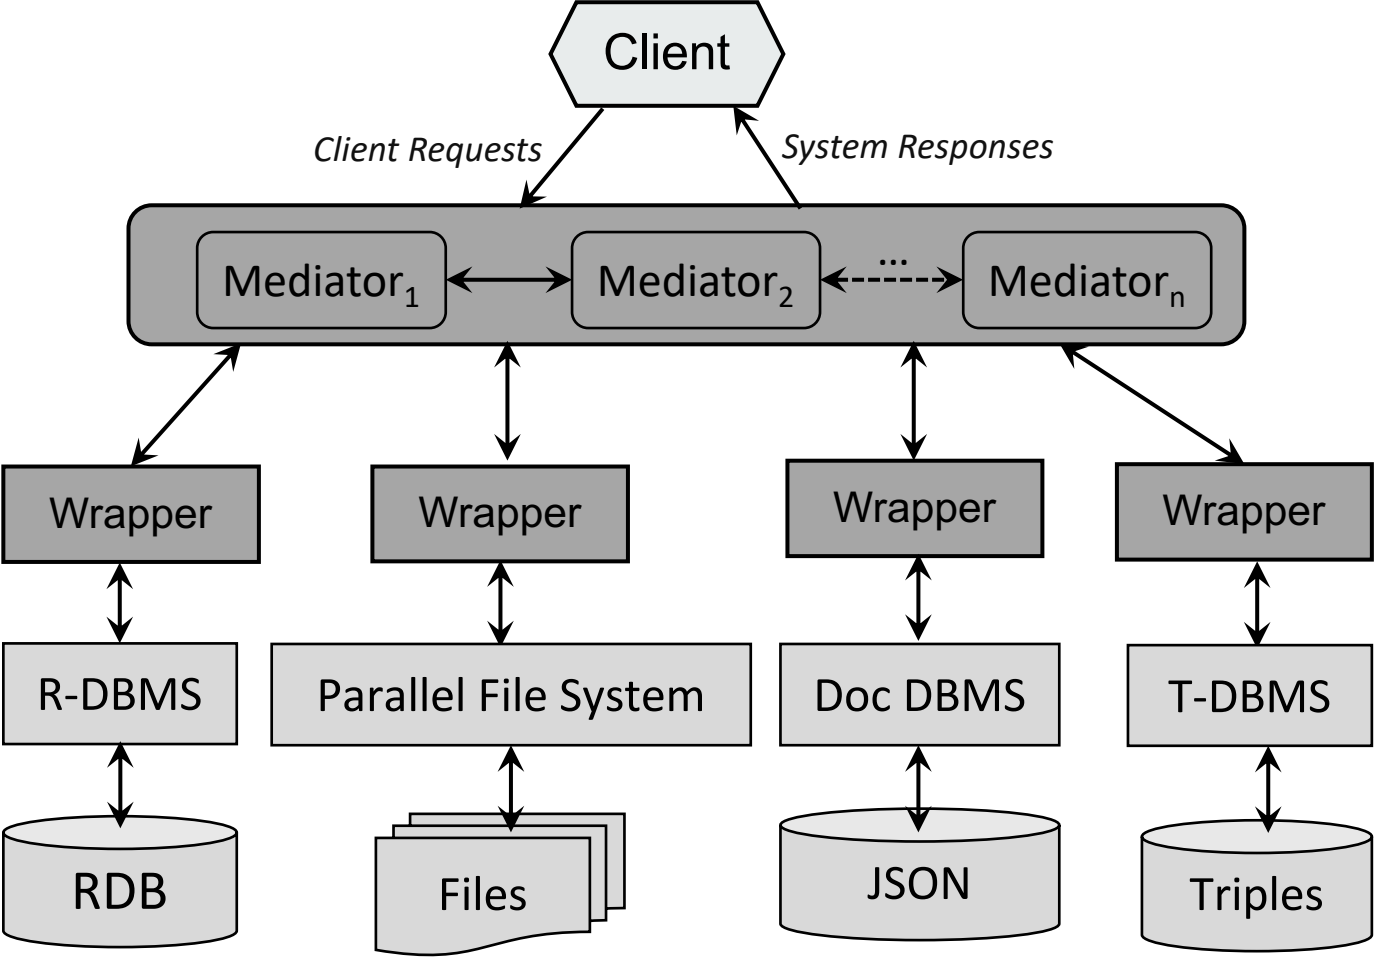 Client
Client Requests
System Responses
Mediator1
Mediator2
...
Mediatorn
Wrapper
Wrapper
Wrapper
Wrapper
R-DBMS
Parallel File System
Doc DBMS
T-DBMS
RDB
Files
JSON
Triples